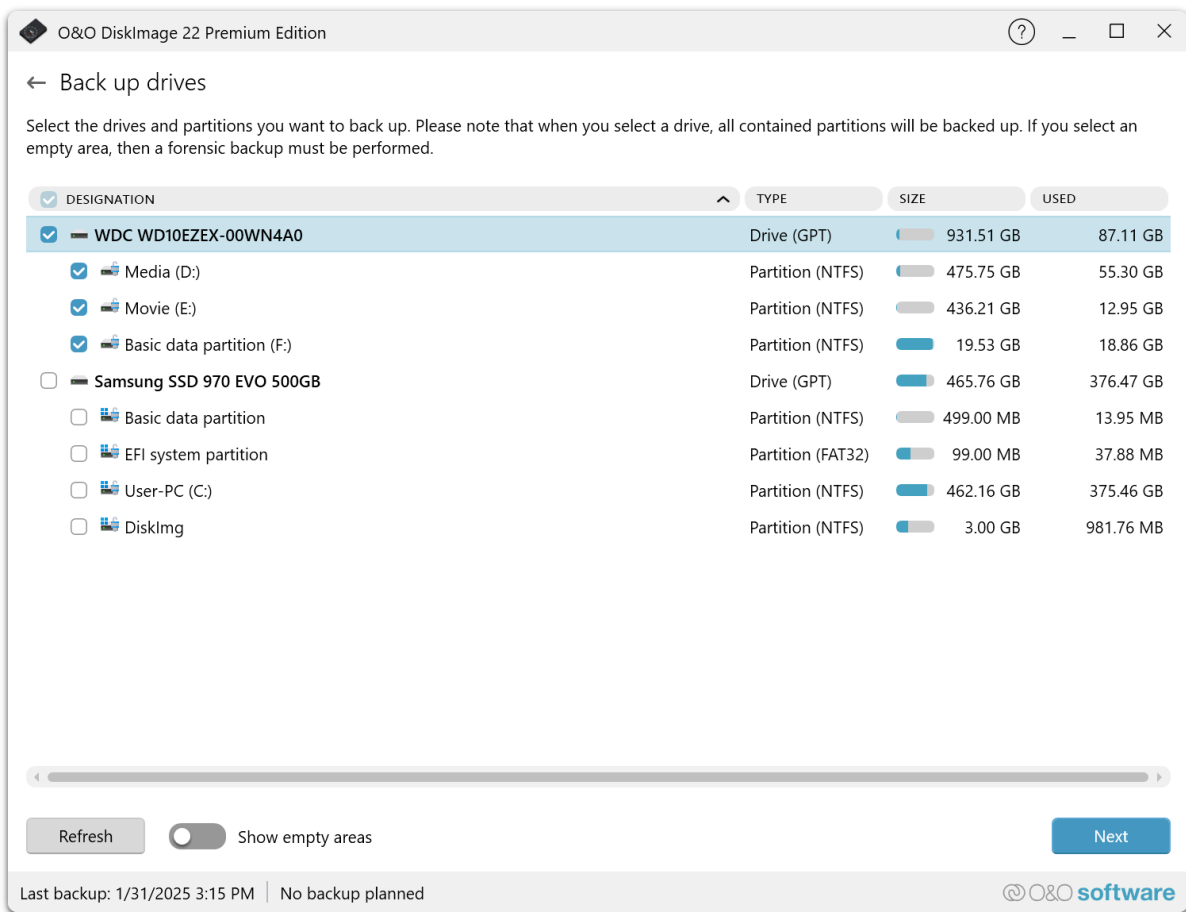 O&O DiskImage 22 Premium Edition
?
← Back up drives
Select the drives and partitions you want to back up. Please note that when you select a drive, all contained partitions will be backed up. If you select an
empty area, then a forensic backup must be performed.
DESIGNATION TYPE SIZE USED
WDC WD10EZEX-00WN4A0 Drive (GPT) 931.51 GB 87.11 GB
Media (D:) Partition (NTFS) 475.75 GB 55.30 GB
Movie (E:) Partition (NTFS) 436.21 GB 12.95 GB
Basic data partition (F:) Partition (NTFS) 19.53 GB 18.86 GB
Samsung SSD 970 EVO 500GB Drive (GPT) 465.76 GB 376.47 GB
Basic data partition Partition (NTFS) 499.00 MB 13.95 MB
EFI system partition Partition (FAT32) 99.00 MB 37.88 MB
User-PC (C:) Partition (NTFS) 462.16 GB 375.46 GB
DiskImg Partition (NTFS) 3.00 GB 981.76 MB
Refresh Show empty areas Next
Last backup: 1/31/2025 3:15 PM No backup planned O&O software